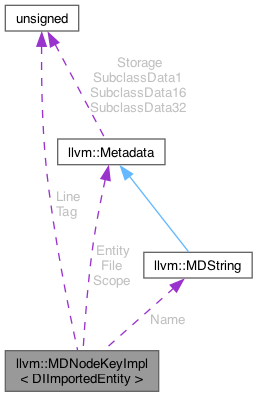 unsigned
Storage
SubclassData1
SubclassData16
SubclassData32
llvm::Metadata
Line
Tag
Entity
File
Scope
llvm::MDString
Name
llvm::MDNodeKeyImpl
< DIImportedEntity >